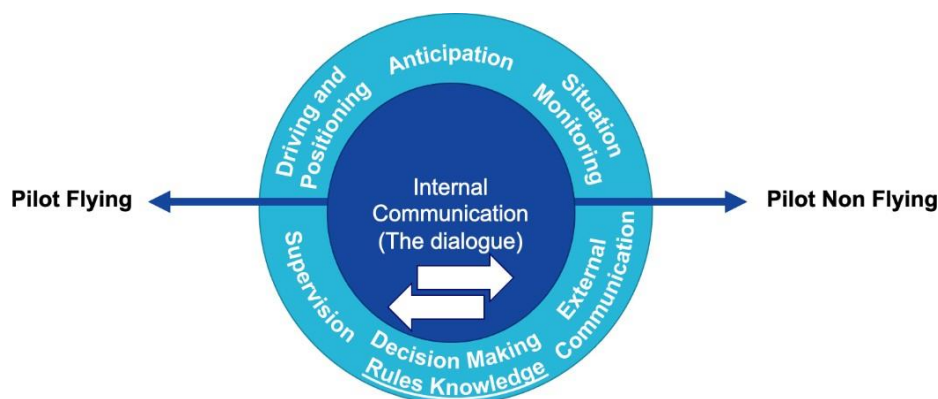 Anticipation
Driving and
Positioning
Situation
Monitoring
Pilot Flying
Internal
Communication
(The dialogue)
Pilot Non Flying
Supervision
External
Communication
Decision Making
Rules Knowledge